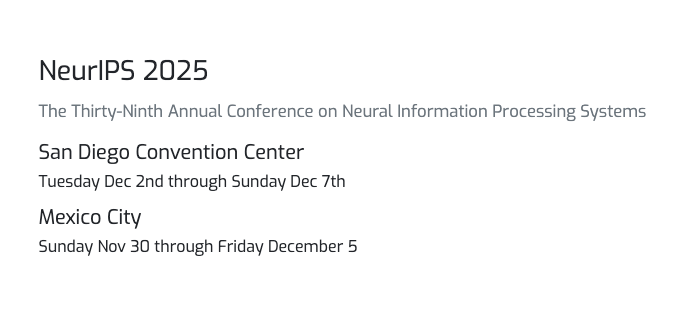 NeurIPS 2025
The Thirty-Ninth Annual Conference on Neural Information Processing Systems
San Diego Convention Center
Tuesday Dec 2nd through Sunday Dec 7th
Mexico City
Sunday Nov 30 through Friday December 5